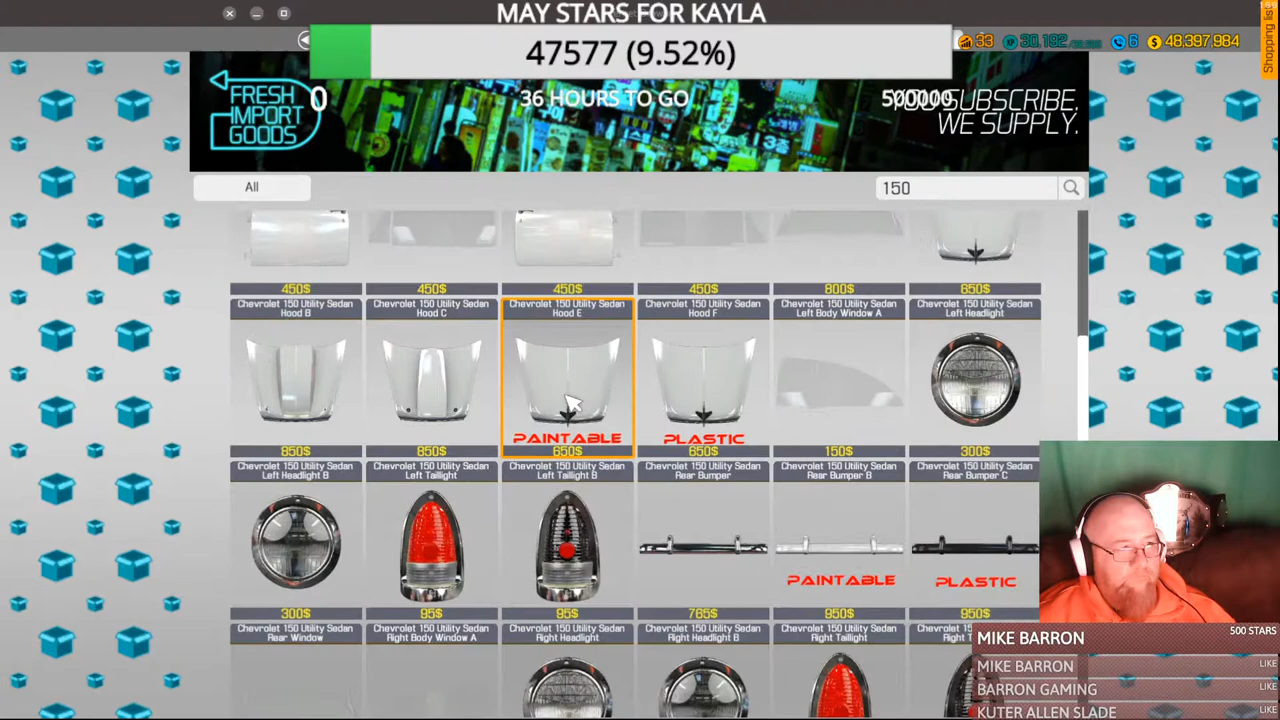 MAY STARS FOR KAYLA
47577 (9.52%)
0
36 HOURS TO GO
500000
33
30,192
6
48,397,984
Shopping list
FRESH
IMPORT
GOODS
SUBSCRIBE.
WE SUPPLY.
All
150
450$
450$
450$
450$
800$
850$
Chevrolet 150 Utility Sedan
Hood B
Chevrolet 150 Utility Sedan
Hood C
Chevrolet 150 Utility Sedan
Hood E
Chevrolet 150 Utility Sedan
Hood F
Chevrolet 150 Utility Sedan
Left Body Window A
Chevrolet 150 Utility Sedan
Left Headlight
PAINTABLE
PLASTIC
850$
850$
650$
650$
150$
300$
Chevrolet 150 Utility Sedan
Left Headlight B
Chevrolet 150 Utility Sedan
Left Taillight
Chevrolet 150 Utility Sedan
Left Taillight B
Chevrolet 150 Utility Sedan
Rear Bumper
Chevrolet 150 Utility Sedan
Rear Bumper B
Chevrolet 150 Utility Sedan
Rear Bumper C
PAINTABLE
PLASTIC
300$
95$
95$
765$
950$
950$
Chevrolet 150 Utility Sedan
Rear Window
Chevrolet 150 Utility Sedan
Right Body Window A
Chevrolet 150 Utility Sedan
Right Headlight
Chevrolet 150 Utility Sedan
Right Headlight B
Chevrolet 150 Utility Sedan
Right Taillight
Chevrolet
Right
MIKE BARRON
500 STARS
MIKE BARRON
LIKE
BARRON GAMING
LIKE
KUTER ALLEN SLADE
LIKE